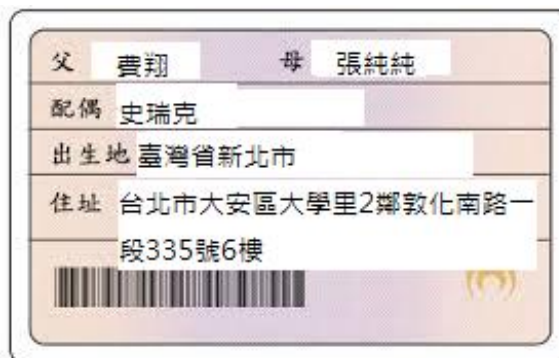 父 費翔 母 張純純
配偶 史瑞克
出生地 臺灣省新北市
住址 台北市大安區大學里2鄰敦化南路一
段335號6樓